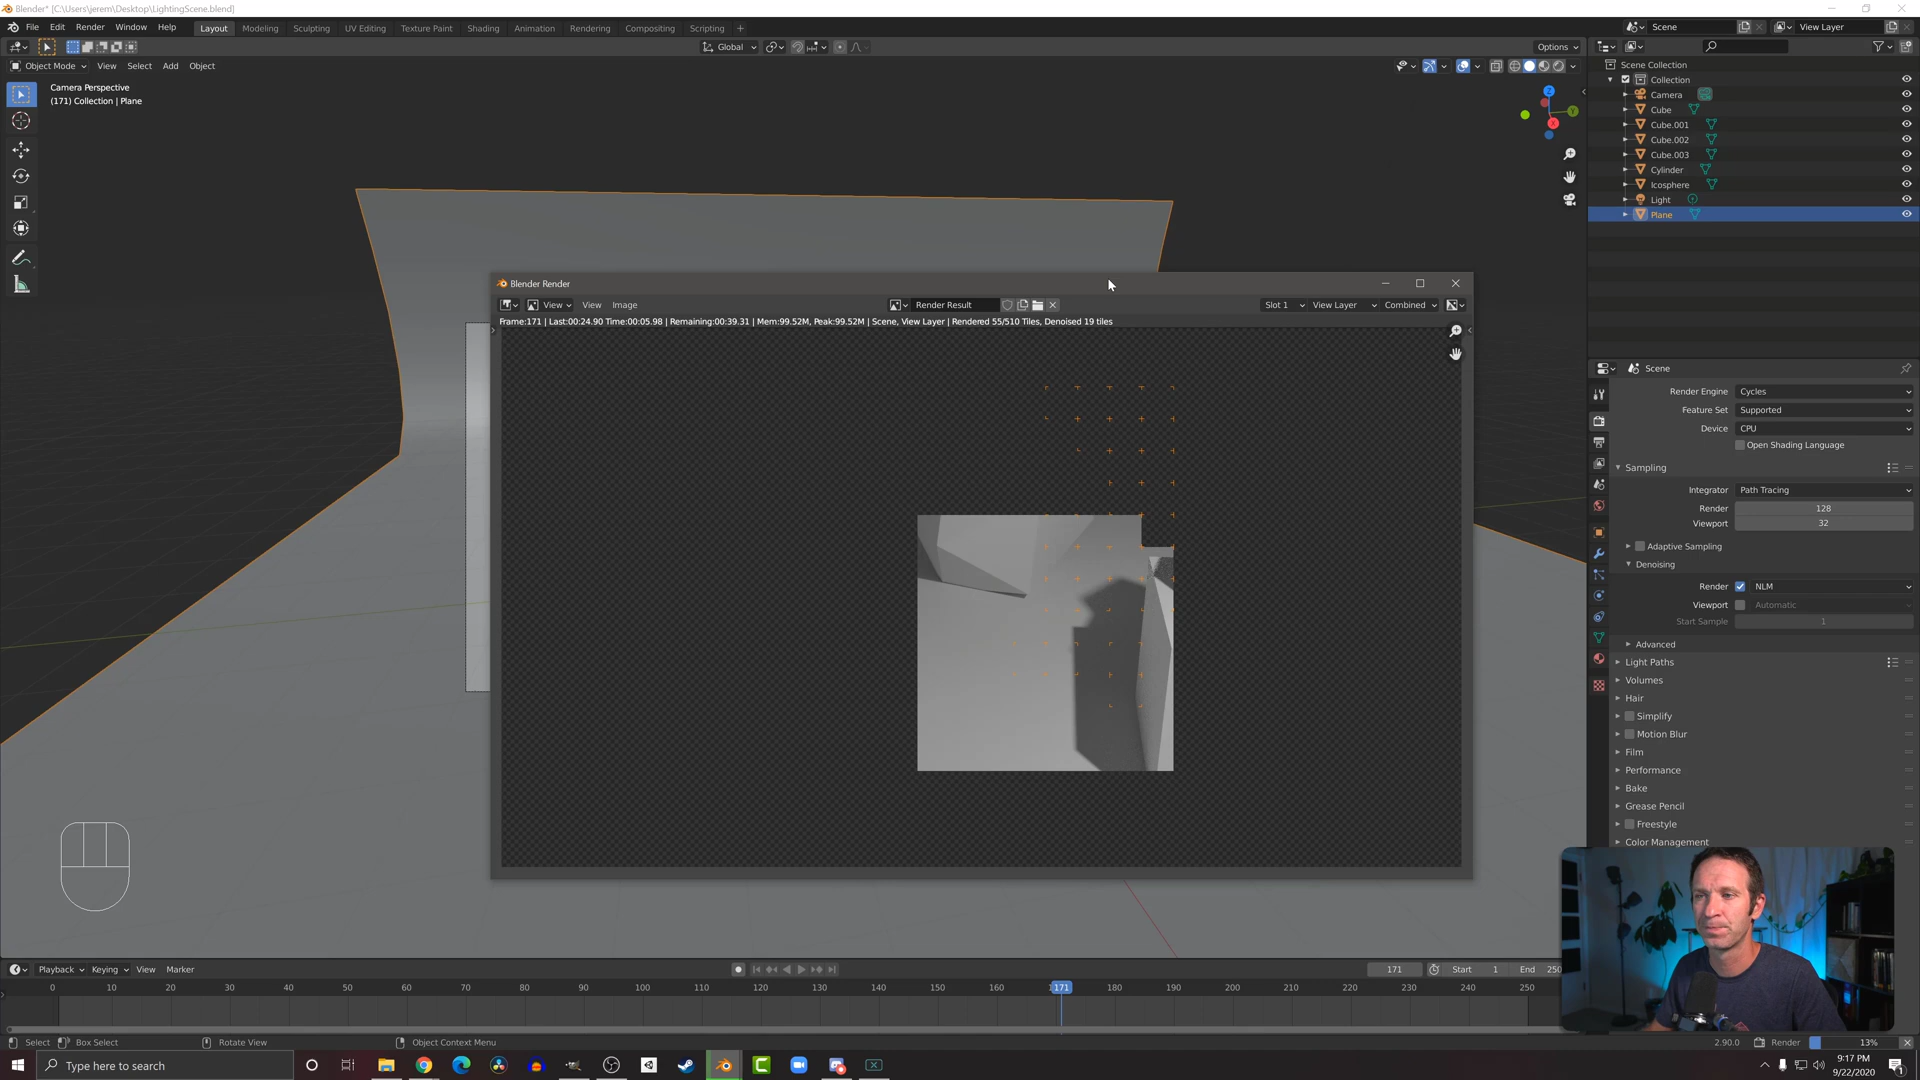 Blender* [C:\Users\jerem\Desktop\LightingScene.blend]
File Edit Render Window Help
Layout Modeling Sculpting UV Editing Texture Paint Shading Animation Rendering Compositing Scripting +
Scene
View Layer
Global
Options
Object Mode View Select Add Object
Camera Perspective
(171) Collection | Plane
Z
Y
X
Scene Collection
Collection
Camera
Cube
Cube.001
Cube.002
Cube.003
Cylinder
Icosphere
Light
Plane
Blender Render
View View Image
Render Result
Slot 1 View Layer Combined
Frame:171 | Last:00:24.90 Time:00:05.98 | Remaining:00:39.31 | Mem:99.52M, Peak:99.52M | Scene, View Layer | Rendered 55/510 Tiles, Denoised 19 tiles
Scene
Render Engine Cycles
Feature Set Supported
Device CPU
Open Shading Language
Sampling
Integrator Path Tracing
Render 128
Viewport 32
Adaptive Sampling
Denoising
Render NLM
Viewport Automatic
Start Sample 1
Advanced
Light Paths
Volumes
Hair
Simplify
Motion Blur
Film
Performance
Bake
Grease Pencil
Freestyle
Color Management
Playback Keying View Marker
171 Start 1 End 250
0 10 20 30 40 50 60 70 80 90 100 110 120 130 140 150 160 171 180 190 200 210 220 230 240 250
Select Box Select Rotate View Object Context Menu
2.90.0 Render 13%
Type here to search
9:17 PM
9/22/2020